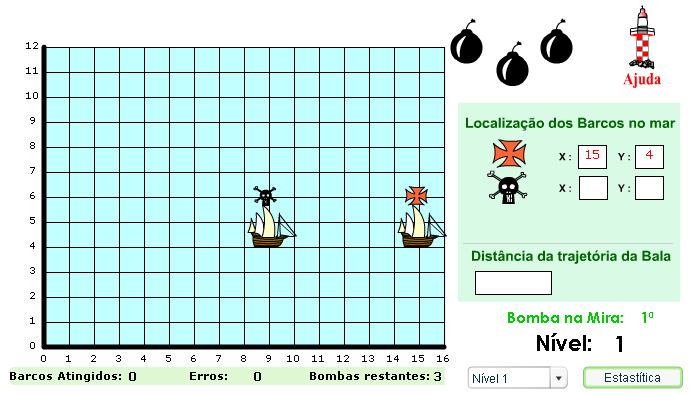 Ajuda
Localização dos Barcos no mar
X : 15 Y : 4
X : Y :
Distância da trajetória da Bala
Bomba na Mira: 1ª
Nível: 1
Nível 1
Estastítica
12
11
10
9
8
7
6
5
4
3
2
1
0
0 1 2 3 4 5 6 7 8 9 10 11 12 13 14 15 16
Barcos Atingidos: 0 Erros: 0 Bombas restantes: 3